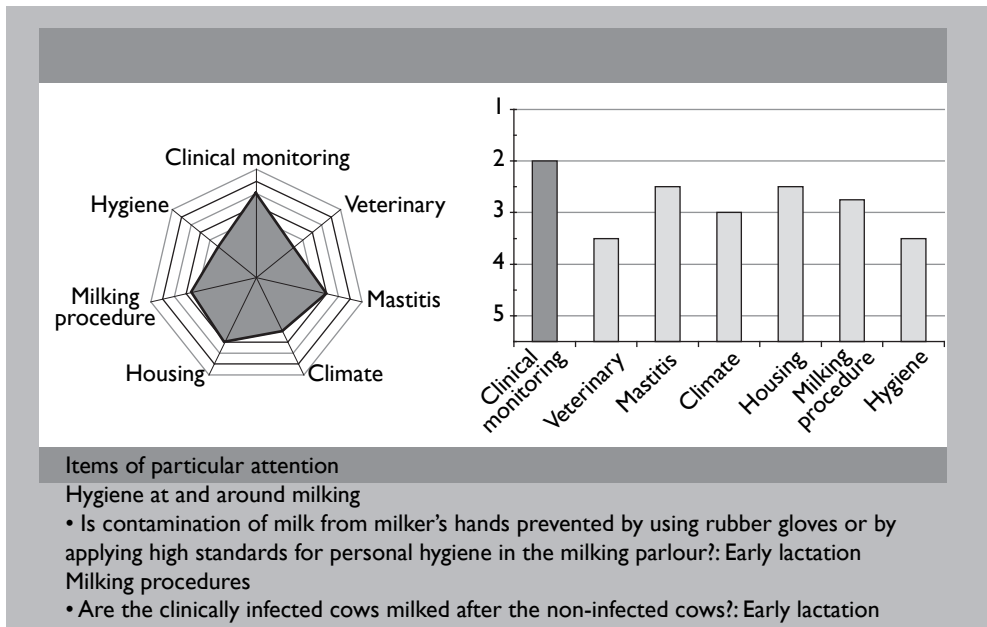 Clinical monitoring
Hygiene
Veterinary
Milking
procedure
Mastitis
Housing
Climate
1
2
3
4
5
Clinical
monitoring
Veterinary
Mastitis
Climate
Housing
Milking
procedure
Hygiene
Items of particular attention
Hygiene at and around milking
• Is contamination of milk from milker’s hands prevented by using rubber gloves or by
applying high standards for personal hygiene in the milking parlour?: Early lactation
Milking procedures
• Are the clinically infected cows milked after the non-infected cows?: Early lactation